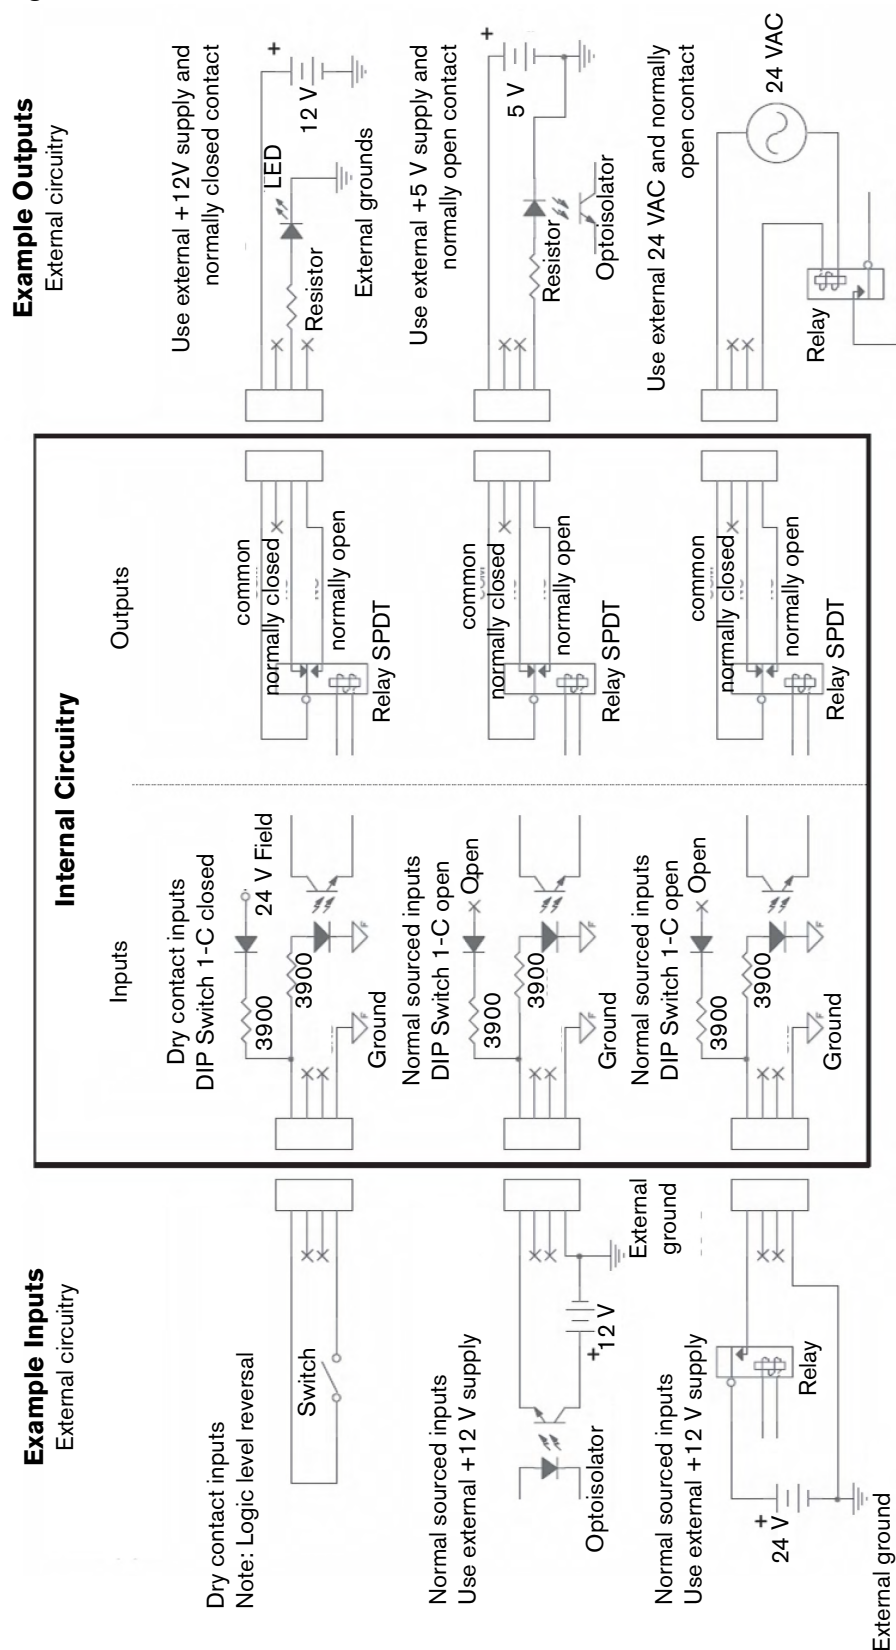 Example Inputs
External circuitry
Dry contact inputs
Note: Logic level reversal
Switch
Normal sourced inputs
Use external +12 V supply
Optoisolator
+
12 V
External
ground
Normal sourced inputs
Use external +12 V supply
+
24 V
Relay
External ground
Internal Circuitry
Inputs
Dry contact inputs
DIP Switch 1-C closed
3900
24 V Field
3900
Ground
Normal sourced inputs
DIP Switch 1-C open
3900
Open
3900
Ground
Normal sourced inputs
DIP Switch 1-C open
3900
Open
3900
Ground
Outputs
common
normally closed
normally open
Relay SPDT
common
normally closed
normally open
Relay SPDT
common
normally closed
normally open
Relay SPDT
Example Outputs
External circuitry
Use external +12V supply and
normally closed contact
+
12 V
LED
Resistor
External grounds
Use external +5 V supply and
normally open contact
+
5 V
Resistor
Optoisolator
Use external 24 VAC and normally
open contact
24 VAC
Relay